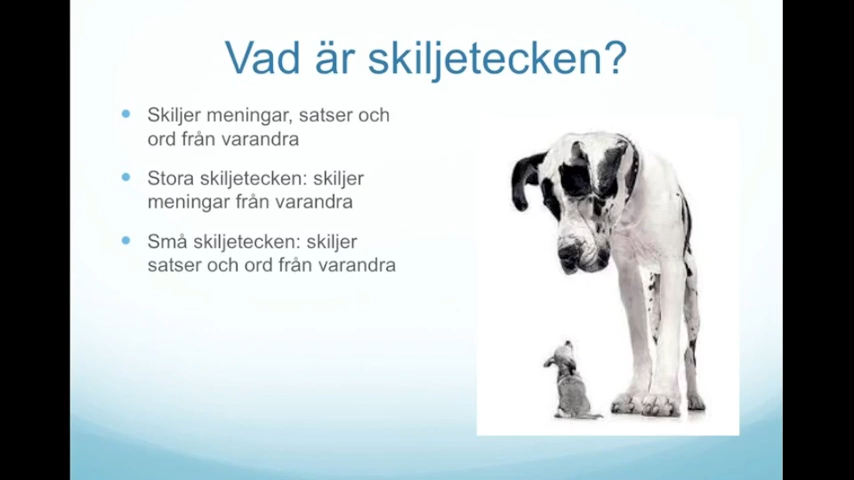 Vad är skiljetecken?
Skiljer meningar, satser och
ord från varandra
Stora skiljetecken: skiljer
meningar från varandra
Små skiljetecken: skiljer
satser och ord från varandra